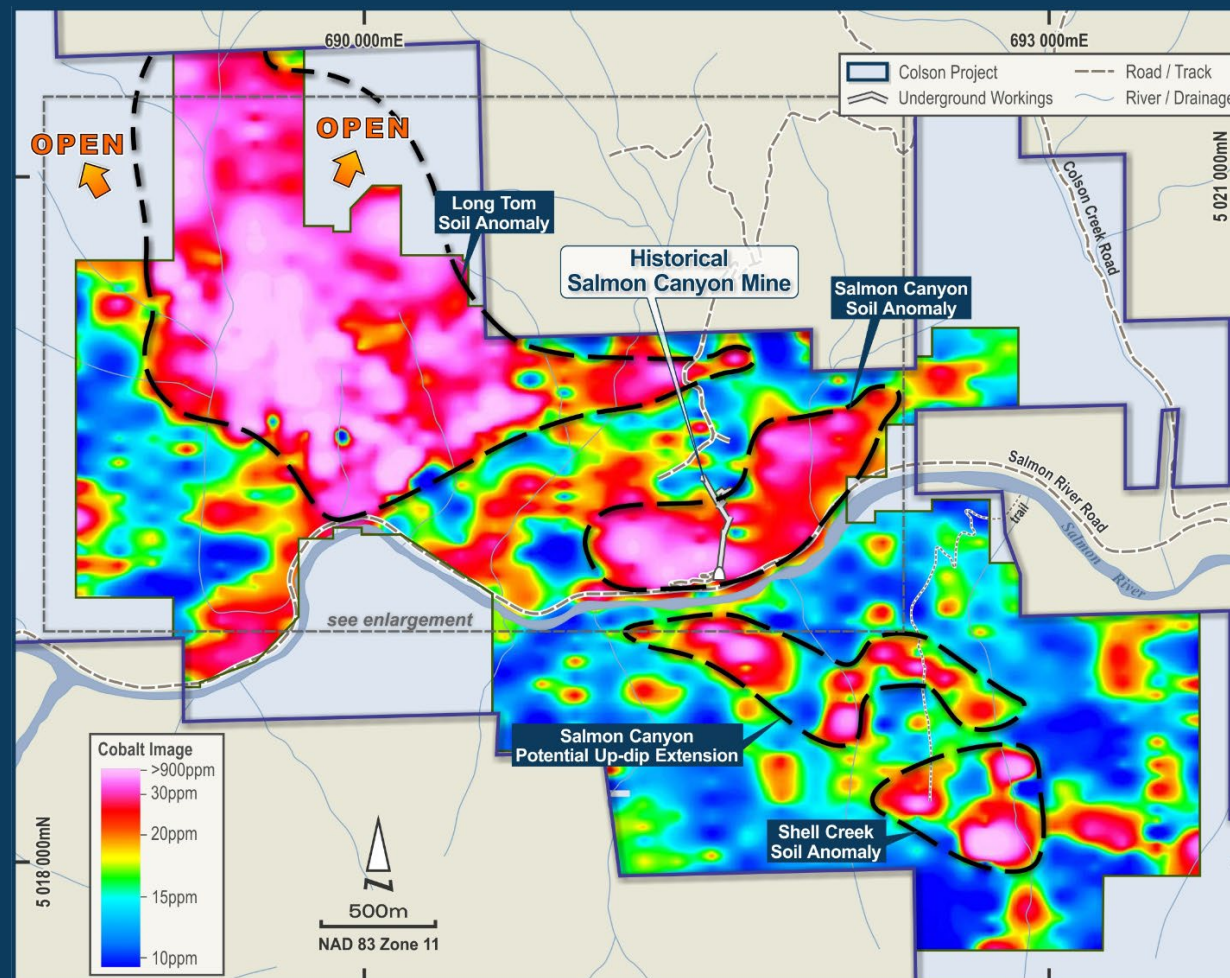 690 000mE
693 000mE
Colson Project
Road / Track
Underground Workings
River / Drainage
OPEN
OPEN
Long Tom
Soil Anomaly
Historical
Salmon Canyon Mine
Salmon Canyon
Soil Anomaly
Colson Creek Road
5 021 000mN
Salmon River Road
trail
Salmon River
see enlargement
Salmon Canyon
Potential Up-dip Extension
Shell Creek
Soil Anomaly
Cobalt Image
>900ppm
30ppm
20ppm
15ppm
10ppm
5 018 000mN
500m
NAD 83 Zone 11